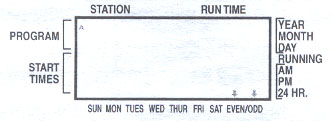 STATION RUN TIME
PROGRAM
START
TIMES
A
YEAR
MONTH
DAY
RUNNING
AM
PM
24 HR.
SUN MON TUES WED THUR FRI SAT EVEN/ODD